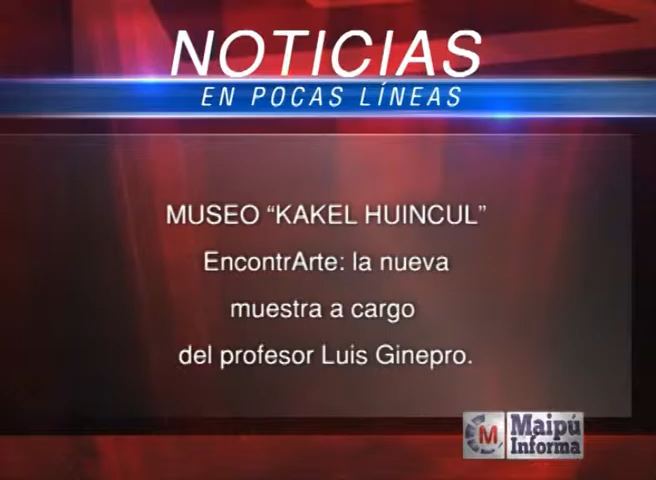 NOTICIAS
EN POCAS LÍNEAS
MUSEO “KAKEL HUINCUL”
EncontrArte: la nueva
muestra a cargo
del profesor Luis Ginepro.
M
Maipú
Informa